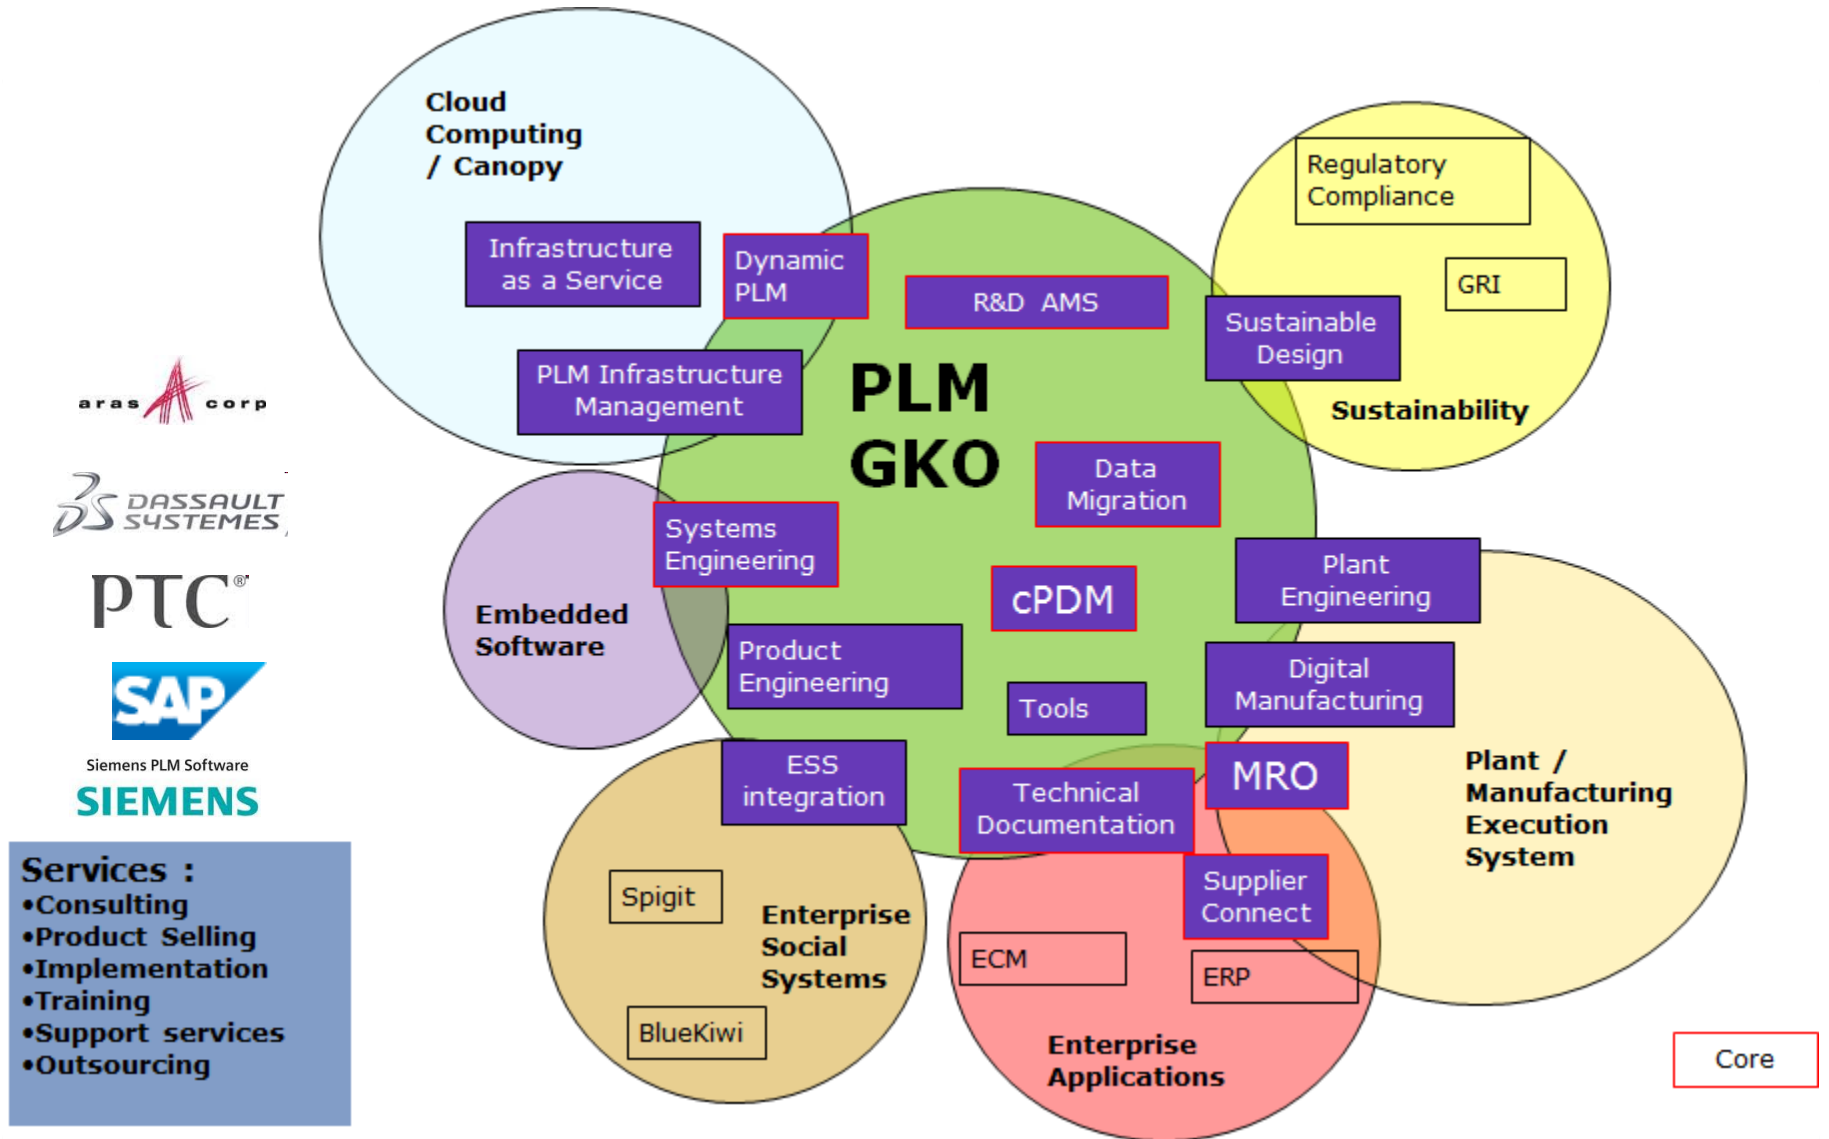 Cloud
Computing
/ Canopy
Infrastructure
as a Service
Dynamic
PLM
PLM Infrastructure
Management
R&D AMS
PLM
GKO
Regulatory
Compliance
GRI
Sustainable
Design
Sustainability
aras corp
DASSAULT
SYSTEMES
PTC®
SAP
Siemens PLM Software
SIEMENS
Data
Migration
Systems
Engineering
Embedded
Software
cPDM
Plant
Engineering
Product
Engineering
Tools
Digital
Manufacturing
ESS
integration
Technical
Documentation
MRO
Plant /
Manufacturing
Execution
System
Supplier
Connect
Spigit
Enterprise
Social
Systems
BlueKiwi
ECM
ERP
Enterprise
Applications
Services :
•Consulting
•Product Selling
•Implementation
•Training
•Support services
•Outsourcing
Core